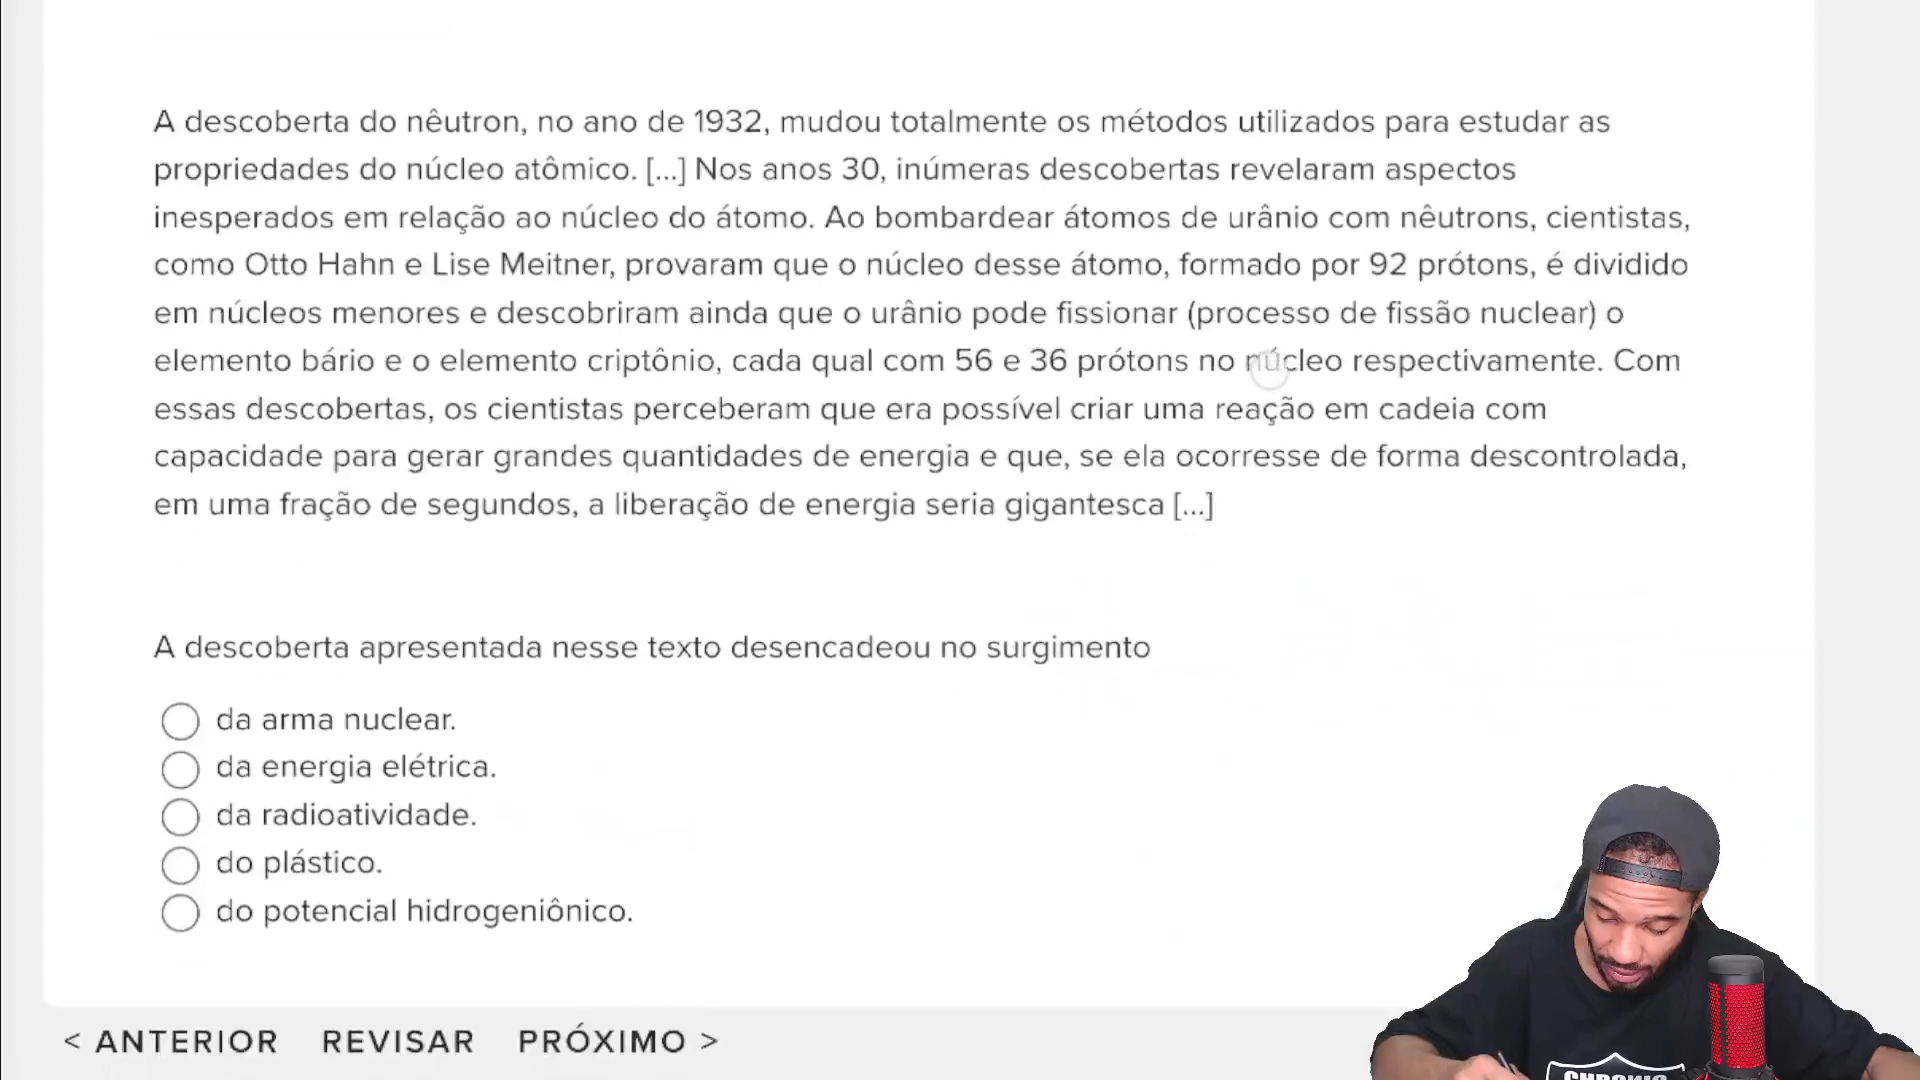 A descoberta do nêutron, no ano de 1932, mudou totalmente os métodos utilizados para estudar as
propriedades do núcleo atômico. [...] Nos anos 30, inúmeras descobertas revelaram aspectos
inesperados em relação ao núcleo do átomo. Ao bombardear átomos de urânio com nêutrons, cientistas,
como Otto Hahn e Lise Meitner, provaram que o núcleo desse átomo, formado por 92 prótons, é dividido
em núcleos menores e descobriram ainda que o urânio pode fissionar (processo de fissão nuclear) o
elemento bário e o elemento criptônio, cada qual com 56 e 36 prótons no núcleo respectivamente. Com
essas descobertas, os cientistas perceberam que era possível criar uma reação em cadeia com
capacidade para gerar grandes quantidades de energia e que, se ela ocorresse de forma descontrolada,
em uma fração de segundos, a liberação de energia seria gigantesca [...]
A descoberta apresentada nesse texto desencadeou no surgimento
da arma nuclear.
da energia elétrica.
da radioatividade.
do plástico.
do potencial hidrogeniônico.
< ANTERIOR REVISAR PRÓXIMO >